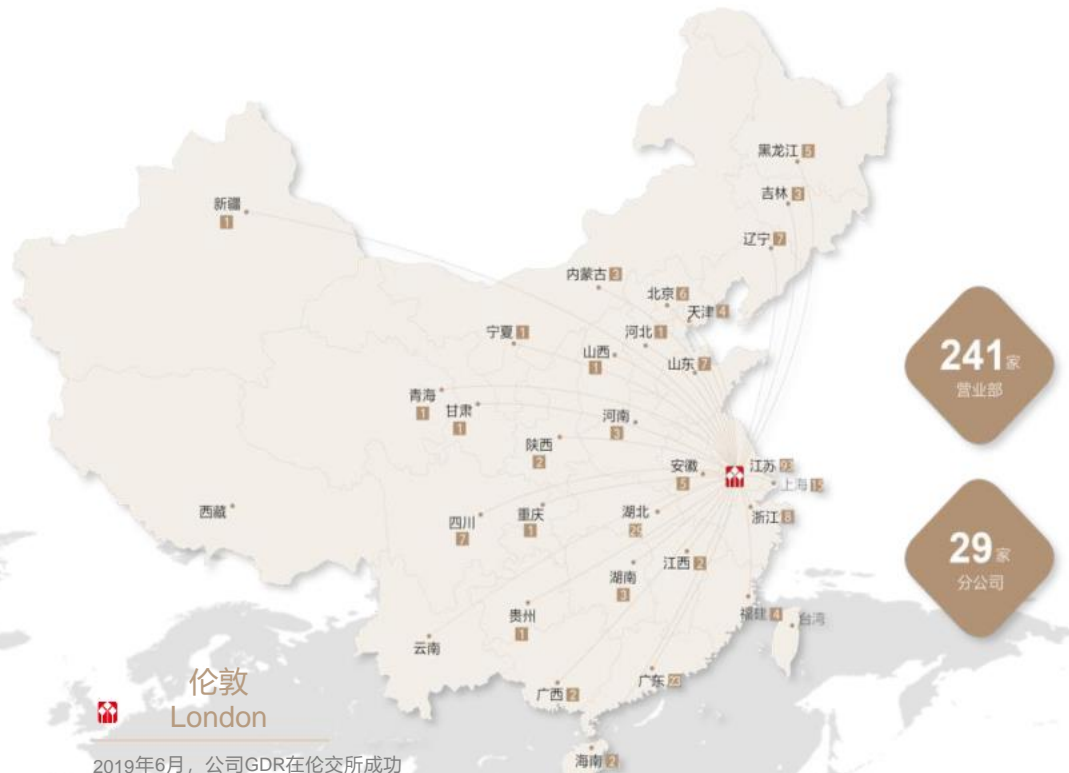 黑龙江 5
吉林 3
辽宁 7
新疆
1
内蒙古 3
北京 6
天津 4
宁夏 1
河北 1
山西
1
山东 7
青海
1
甘肃
1
河南
3
陕西
2
安徽
5
江苏 93
上海
浙江 8
西藏
四川
7
重庆
1
湖北
江西 2
湖南
3
贵州
1
福建 4
台湾
云南
广西 2
广东 23
海南 2
241家
营业部
29家
分公司
伦敦
London
2019年6月，公司GDR在伦交所成功